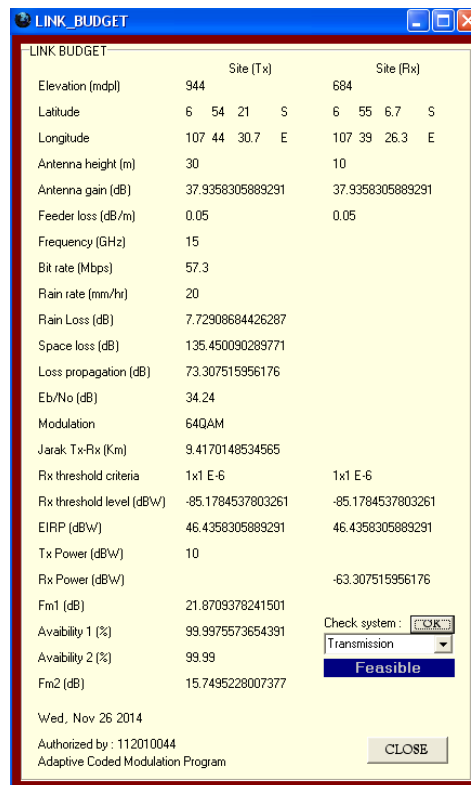 LINK_BUDGET
LINK BUDGET
Site (Tx) Site (Rx)
Elevation (mdpl) 944 684
Latitude 6 54 21 S 6 55 6.7 S
Longitude 107 44 30.7 E 107 39 26.3 E
Antenna height (m) 30 10
Antenna gain (dB) 37.9358305889291 37.9358305889291
Feeder loss (dB/m) 0.05 0.05
Frequency (GHz) 15
Bit rate (Mbps) 57.3
Rain rate (mm/hr) 20
Rain Loss (dB) 7.72908684426287
Space loss (dB) 135.450090289771
Loss propagation (dB) 73.307515956176
Eb/No (dB) 34.24
Modulation 64QAM
Jarak Tx-Rx (Km) 9.4170148534565
Rx threshold criteria 1x1 E-6 1x1 E-6
Rx threshold level (dBW) -85.1784537803261 -85.1784537803261
EIRP (dBW) 46.4358305889291 46.4358305889291
Tx Power (dBW) 10
Rx Power (dBW) -63.307515956176
Fm1 (dB) 21.8709378241501
Avaibility 1 (%) 99.9975573654391
Check system : OK
Avaibility 2 (%) 99.99
Transmission
Feasible
Fm2 (dB) 15.7495228007377
Wed, Nov 26 2014
Authorized by : 112010044
Adaptive Coded Modulation Program
CLOSE